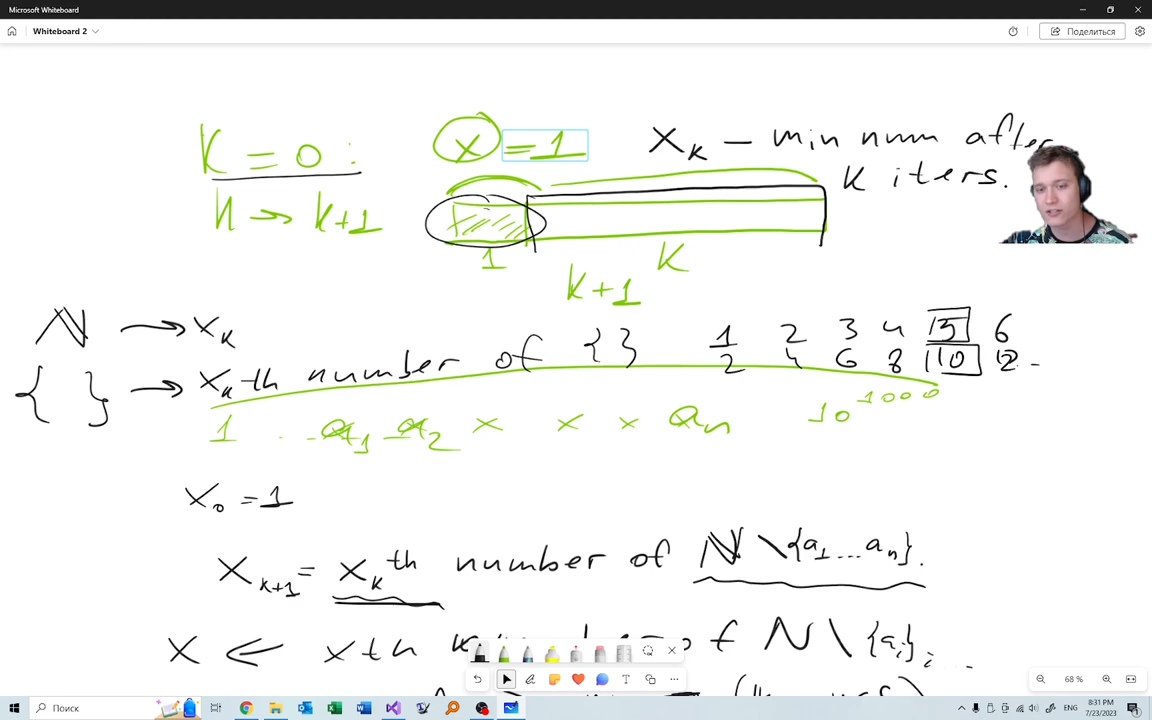 Microsoft Whiteboard
Whiteboard 2
Поделиться
K = 0 :
K → K+1
x = 1
x_K – min num after
K iters.
1
K
K+1
ℕ → x_K
{ } → x_K th number of { }
1 2 3 4 5 6
2 4 6 8 10 12
1 .. a_1 a_2 x x x a_n 10^1000
x_0 = 1
x_{K+1} = x_K^th number of ℕ \ {a_1 ... a_n}.
x ⇐ xth of ℕ \ {a_i}
68 %
Поиск
ENG
8:31 PM
7/23/2023